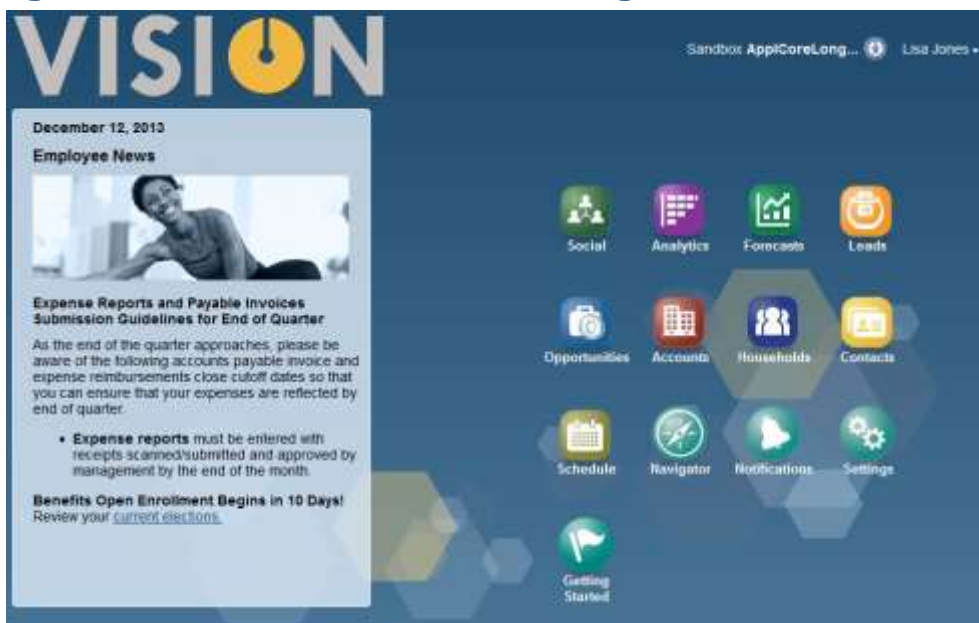 VISION
Sandbox ApplCoreLong... Lisa Jones
December 12, 2013
Employee News
Expense Reports and Payable Invoices
Submission Guidelines for End of Quarter
As the end of the quarter approaches, please be
aware of the following accounts payable invoice and
expense reimbursements close cutoff dates so that
you can ensure that your expenses are reflected by
end of quarter.
• Expense reports must be entered with
receipts scanned/submitted and approved by
management by the end of the month.
Benefits Open Enrollment Begins in 10 Days!
Review your current elections.
Social Analytics Forecasts Leads
Opportunities Accounts Households Contacts
Schedule Navigator Notifications Settings
Getting
Started